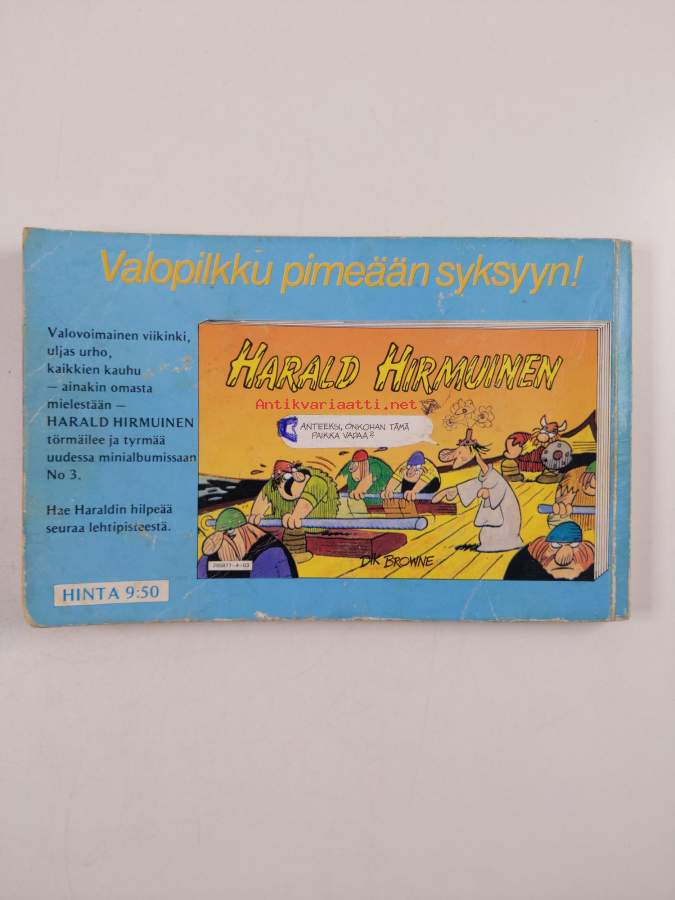 Valopilkku pimeään syksyyn!
Valovoimainen viikinki,
uljas urho,
kaikkien kauhu
– ainakin omasta
mielestään –
HARALD HIRMUINEN
törmäilee ja tyrmää
uudessa minialbumissaan
No 3.
Hae Haraldin hilpeää
seuraa lehtipisteestä.
HINTA 9:50
HARALD HIRMUINEN
Antikvariaatti.net
ANTEEKSI, ONKOHAN TÄMÄ
PAIKKA VAPAA?
DIK BROWNE